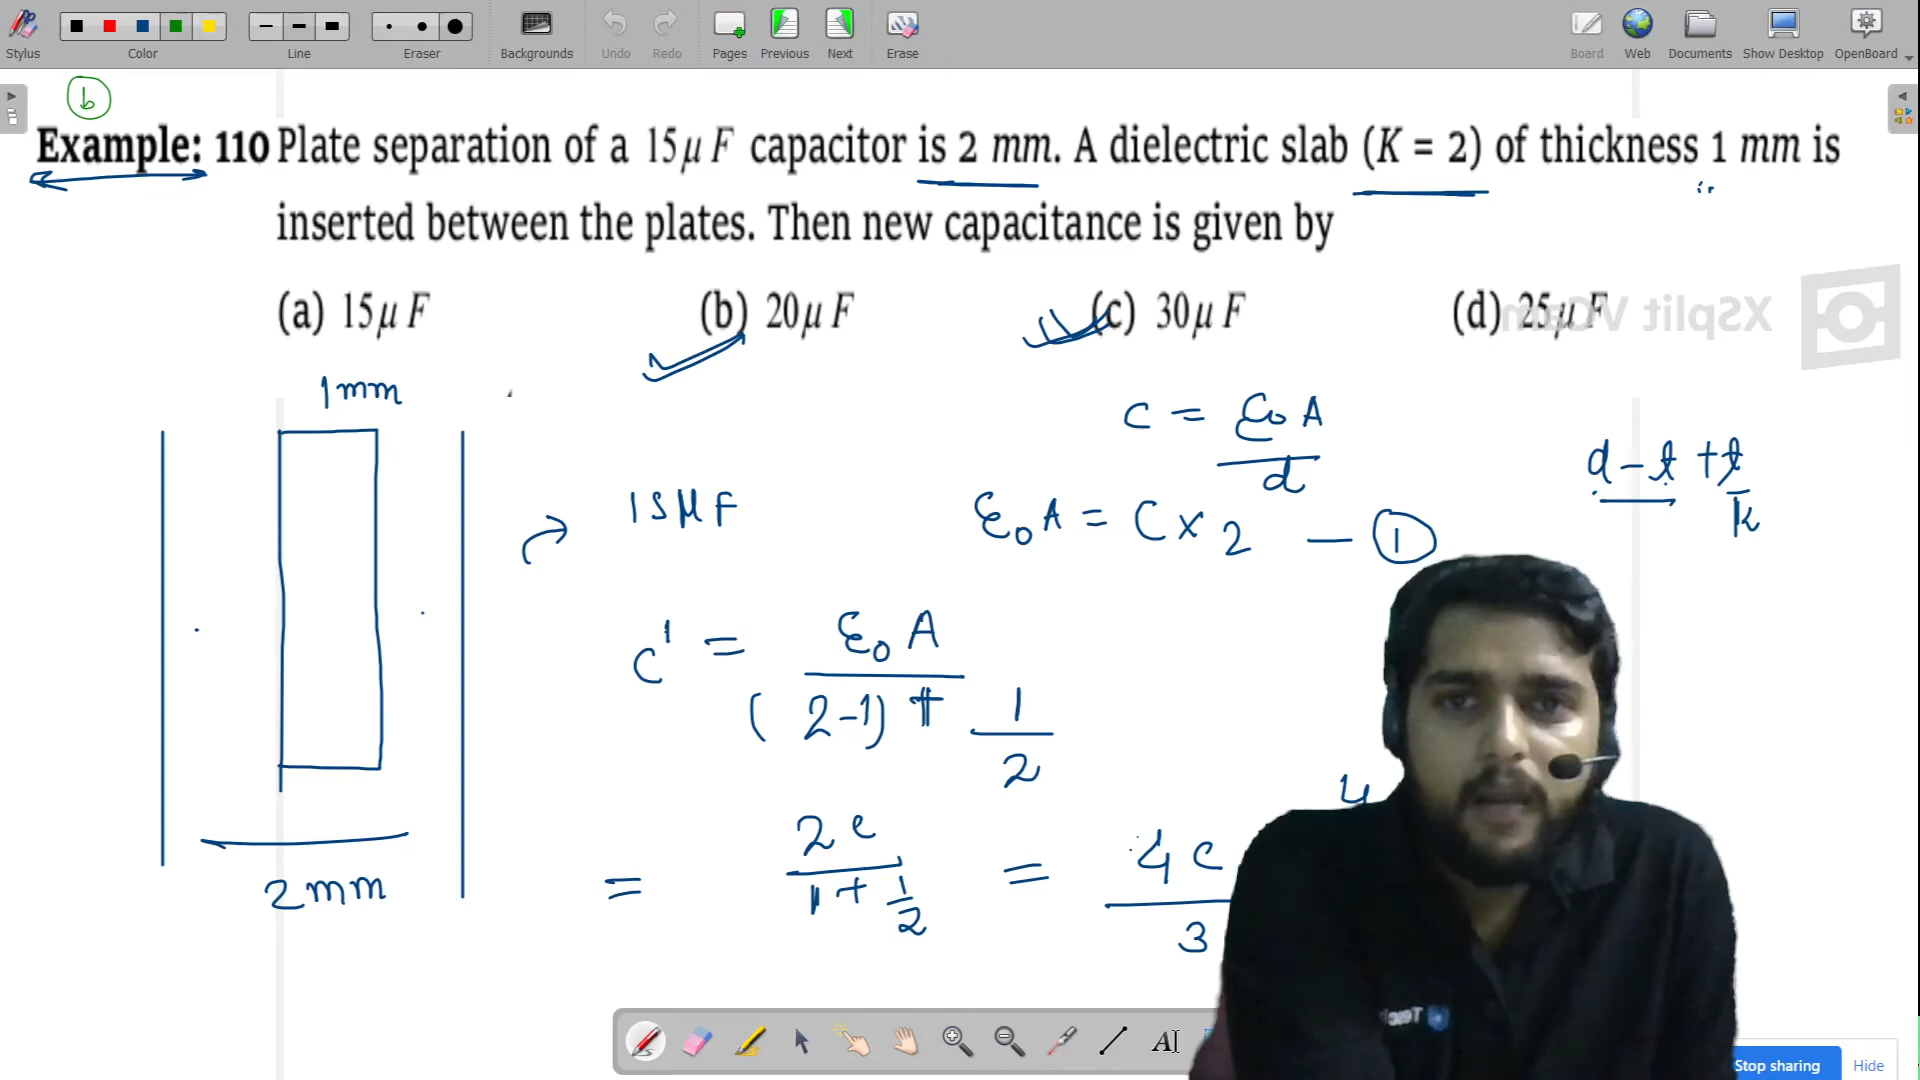 Stylus Color Line Eraser Backgrounds Undo Redo Pages Previous Next Erase Board Web Documents Show Desktop OpenBoard
b
Example: 110 Plate separation of a 15μF capacitor is 2 mm. A dielectric slab (K = 2) of thickness 1 mm is
inserted between the plates. Then new capacitance is given by
(a) 15μF (b) 20μF (c) 30μF (d) 25μF
XSplit VCam
1mm
C = ε₀A / d
d - t + t/k
15μF
ε₀A = C × 2 — 1
C' = ε₀A / (2-1) + 1/2
4
= 2c / 1 + 1/2 = 4c / 3
2mm
Stop sharing Hide